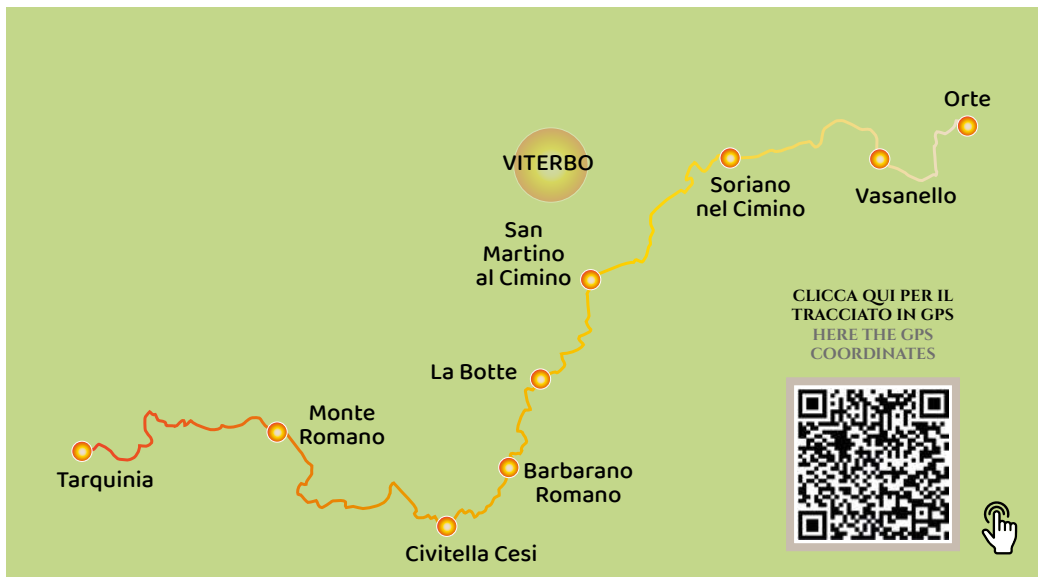 Orte
VITERBO
Soriano
nel Cimino
Vasanello
San
Martino
al Cimino
CLICCA QUI PER IL
TRACCIATO IN GPS
HERE THE GPS
COORDINATES
La Botte
Monte
Romano
Tarquinia
Barbarano
Romano
Civitella Cesi